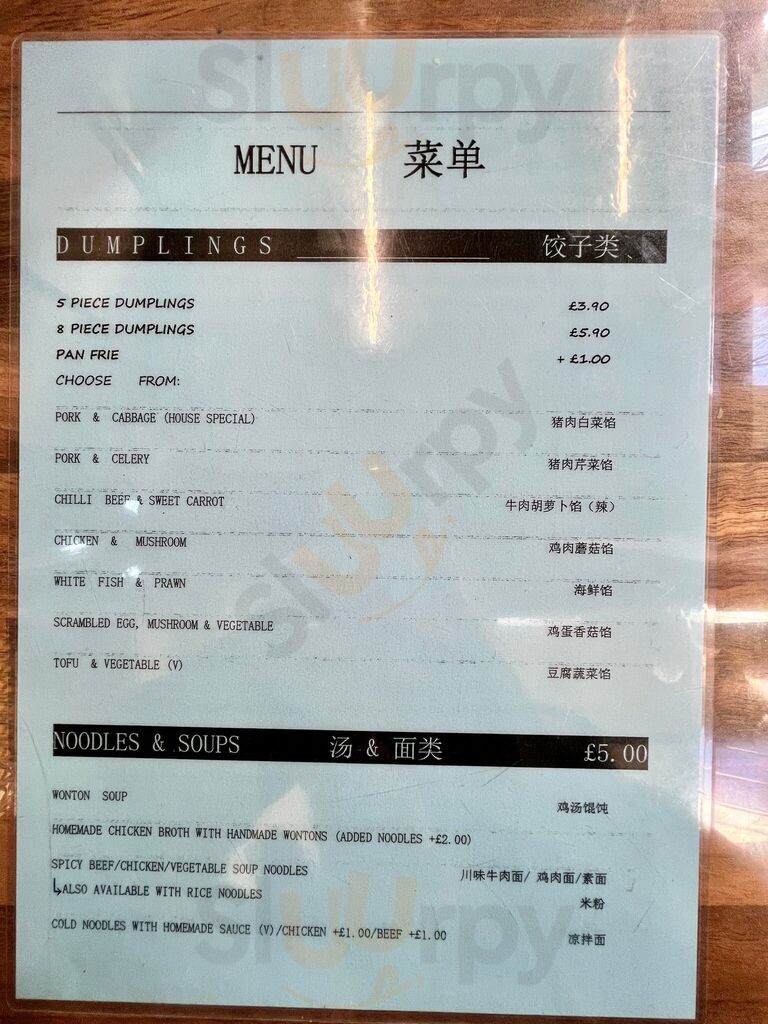 MENU 菜单
DUMPLINGS 饺子类、
5 PIECE DUMPLINGS £3.90
8 PIECE DUMPLINGS £5.90
PAN FRIE + £1.00
CHOOSE FROM:
PORK & CABBAGE (HOUSE SPECIAL) 猪肉白菜馅
PORK & CELERY 猪肉芹菜馅
CHILLI BEEF & SWEET CARROT 牛肉胡萝卜馅（辣）
CHICKEN & MUSHROOM 鸡肉蘑菇馅
WHITE FISH & PRAWN 海鲜馅
SCRAMBLED EGG, MUSHROOM & VEGETABLE 鸡蛋香菇馅
TOFU & VEGETABLE (V) 豆腐蔬菜馅
NOODLES & SOUPS 汤 & 面类 £5.00
WONTON SOUP 鸡汤馄饨
HOMEMADE CHICKEN BROTH WITH HANDMADE WONTONS (ADDED NOODLES +£2.00)
SPICY BEEF/CHICKEN/VEGETABLE SOUP NOODLES 川味牛肉面/ 鸡肉面/素面
↳ALSO AVAILABLE WITH RICE NOODLES 米粉
COLD NOODLES WITH HOMEMADE SAUCE (V)/CHICKEN +£1.00/BEEF +£1.00 凉拌面
Sluurpy
Sluurpy
Sluurpy